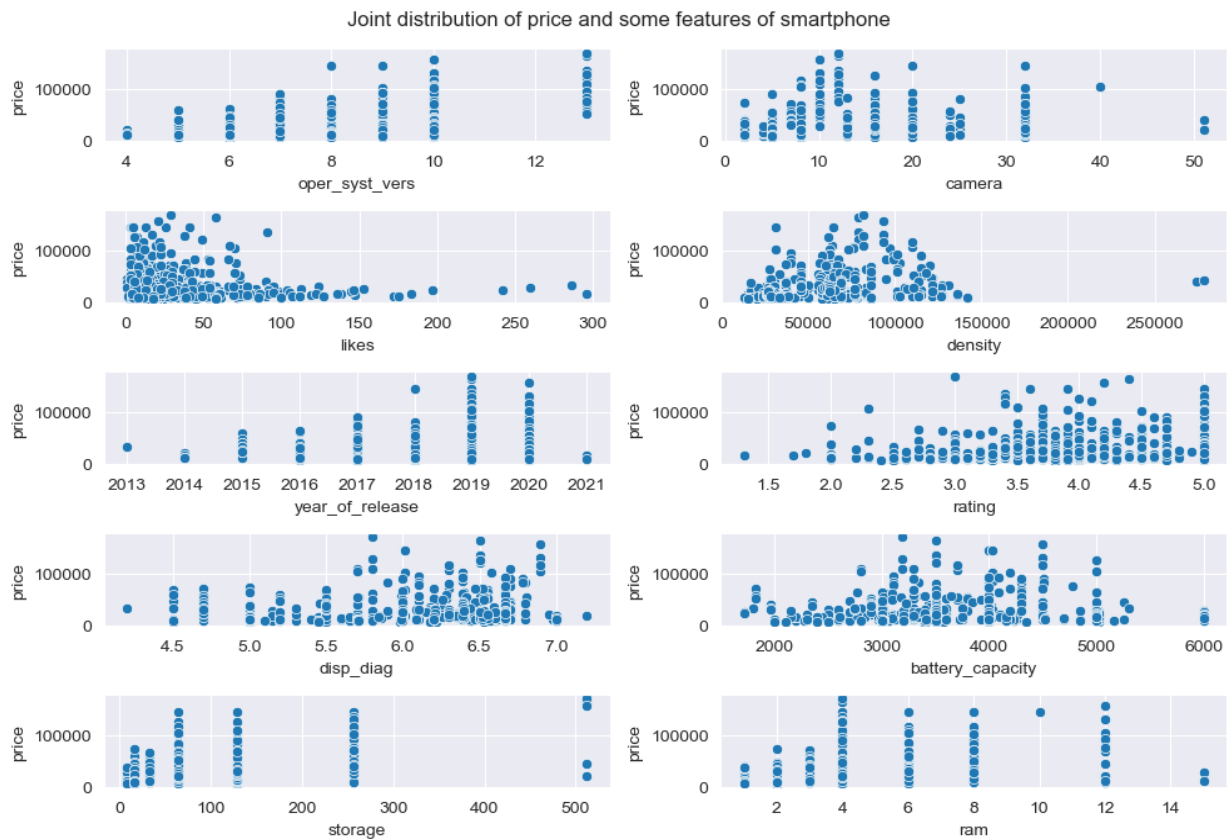 Joint distribution of price and some features of smartphone
price
100000
0
4 6 8 10 12
oper_syst_vers
price
100000
0
0 10 20 30 40 50
camera
price
100000
0
0 50 100 150 200 250 300
likes
price
100000
0
0 50000 100000 150000 200000 250000
density
price
100000
0
2013 2014 2015 2016 2017 2018 2019 2020 2021
year_of_release
price
100000
0
1.5 2.0 2.5 3.0 3.5 4.0 4.5 5.0
rating
price
100000
0
4.5 5.0 5.5 6.0 6.5 7.0
disp_diag
price
100000
0
2000 3000 4000 5000 6000
battery_capacity
price
100000
0
0 100 200 300 400 500
storage
price
100000
0
2 4 6 8 10 12 14
ram